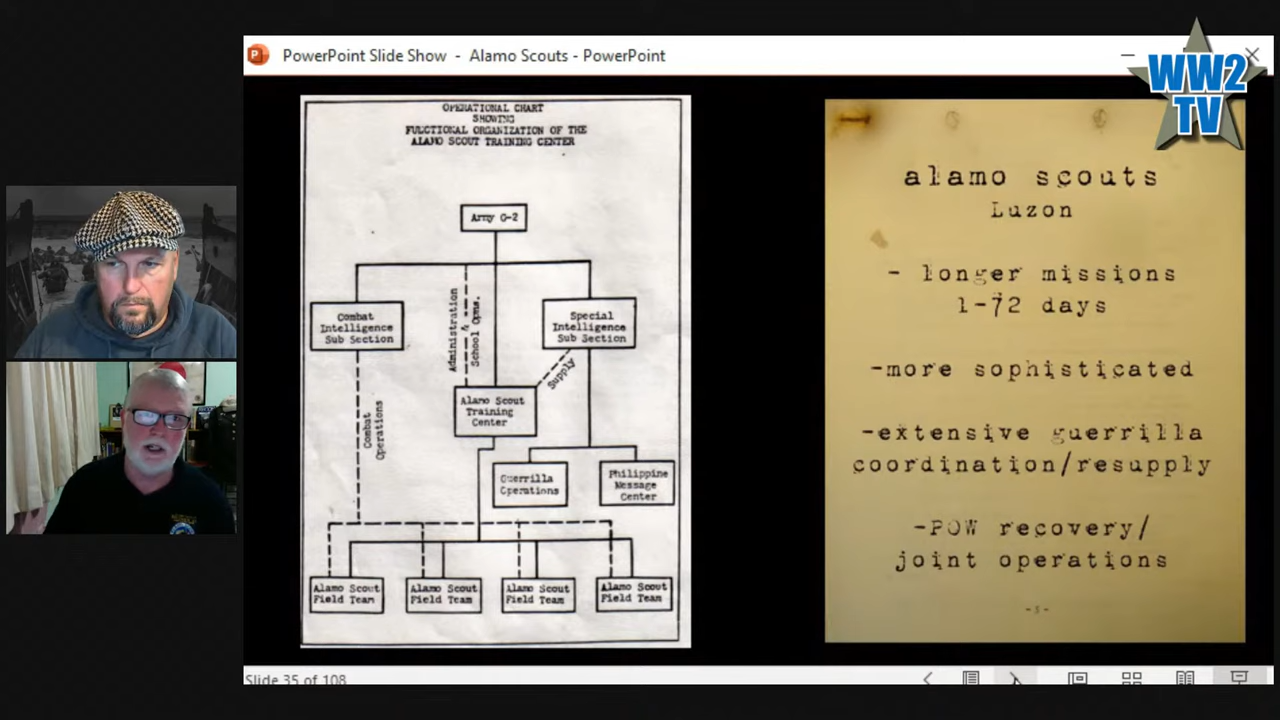 PowerPoint Slide Show - Alamo Scouts - PowerPoint
WW2
TV
OPERATIONAL CHART
SHOWING
FUNCTIONAL ORGANIZATION OF THE
ALAMO SCOUT TRAINING CENTER
Army G-2
Combat
Intelligence
Sub Section
Administration
&
School Opns.
Special
Intelligence
Sub Section
Supply
Alamo Scout
Training
Center
Combat
Operations
Guerrilla
Operations
Philippine
Message
Center
Alamo Scout
Field Team
Alamo Scout
Field Team
Alamo Scout
Field Team
Alamo Scout
Field Team
alamo scouts
Luzon
- longer missions
1-72 days
-more sophisticated
-extensive guerrilla
coordination/resupply
-POW recovery/
joint operations
Slide 35 of 108